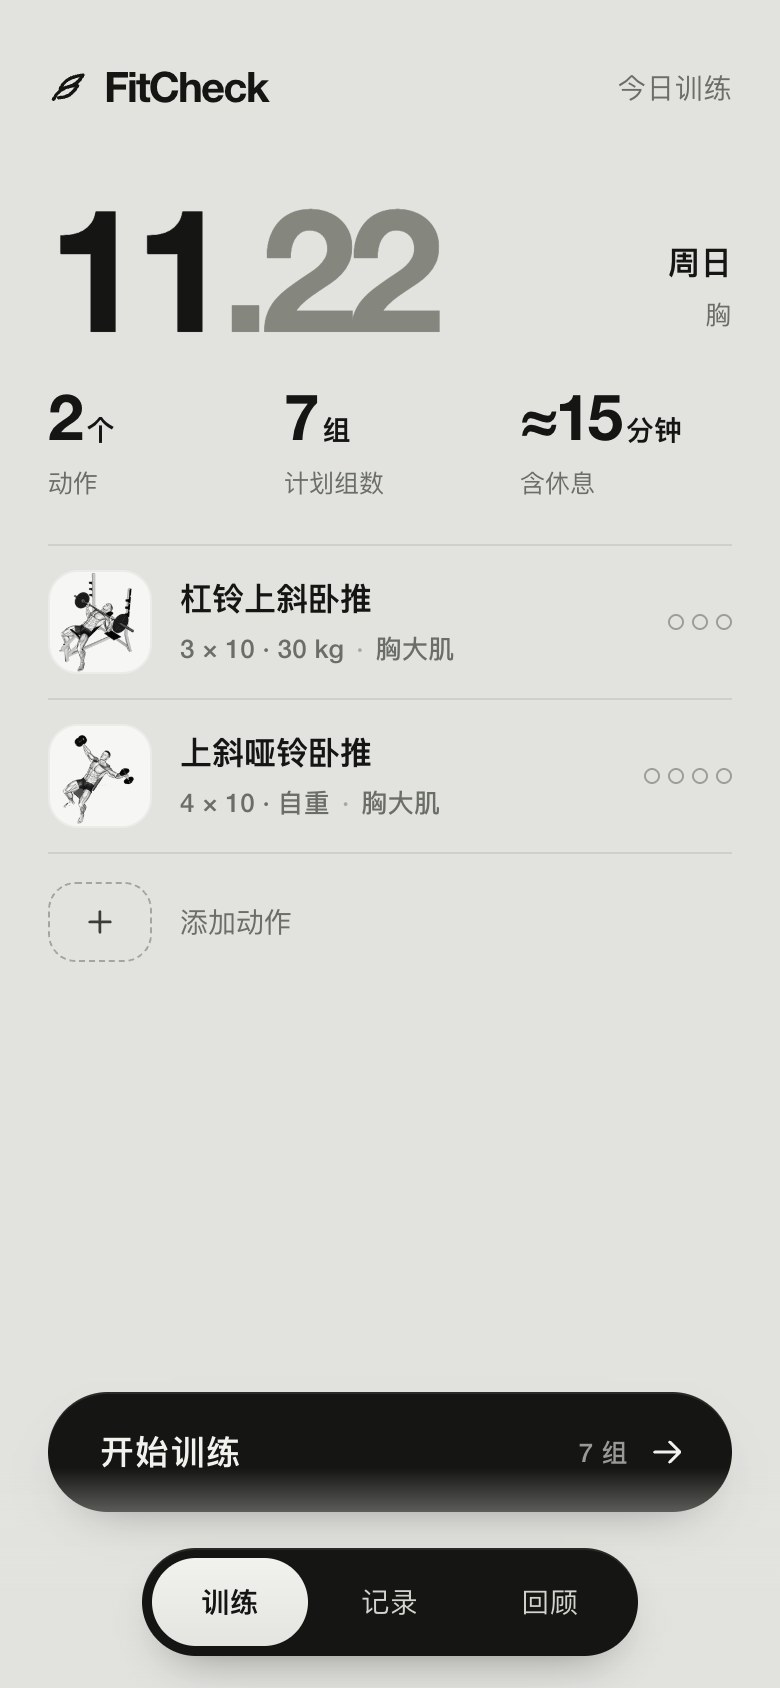 FitCheck
今日训练
11.22
周日
胸
2个
动作
7组
计划组数
≈15分钟
含休息
杠铃上斜卧推
3 × 10 · 30 kg · 胸大肌
上斜哑铃卧推
4 × 10 · 自重 · 胸大肌
+ 添加动作
开始训练
7 组 →
训练
记录
回顾